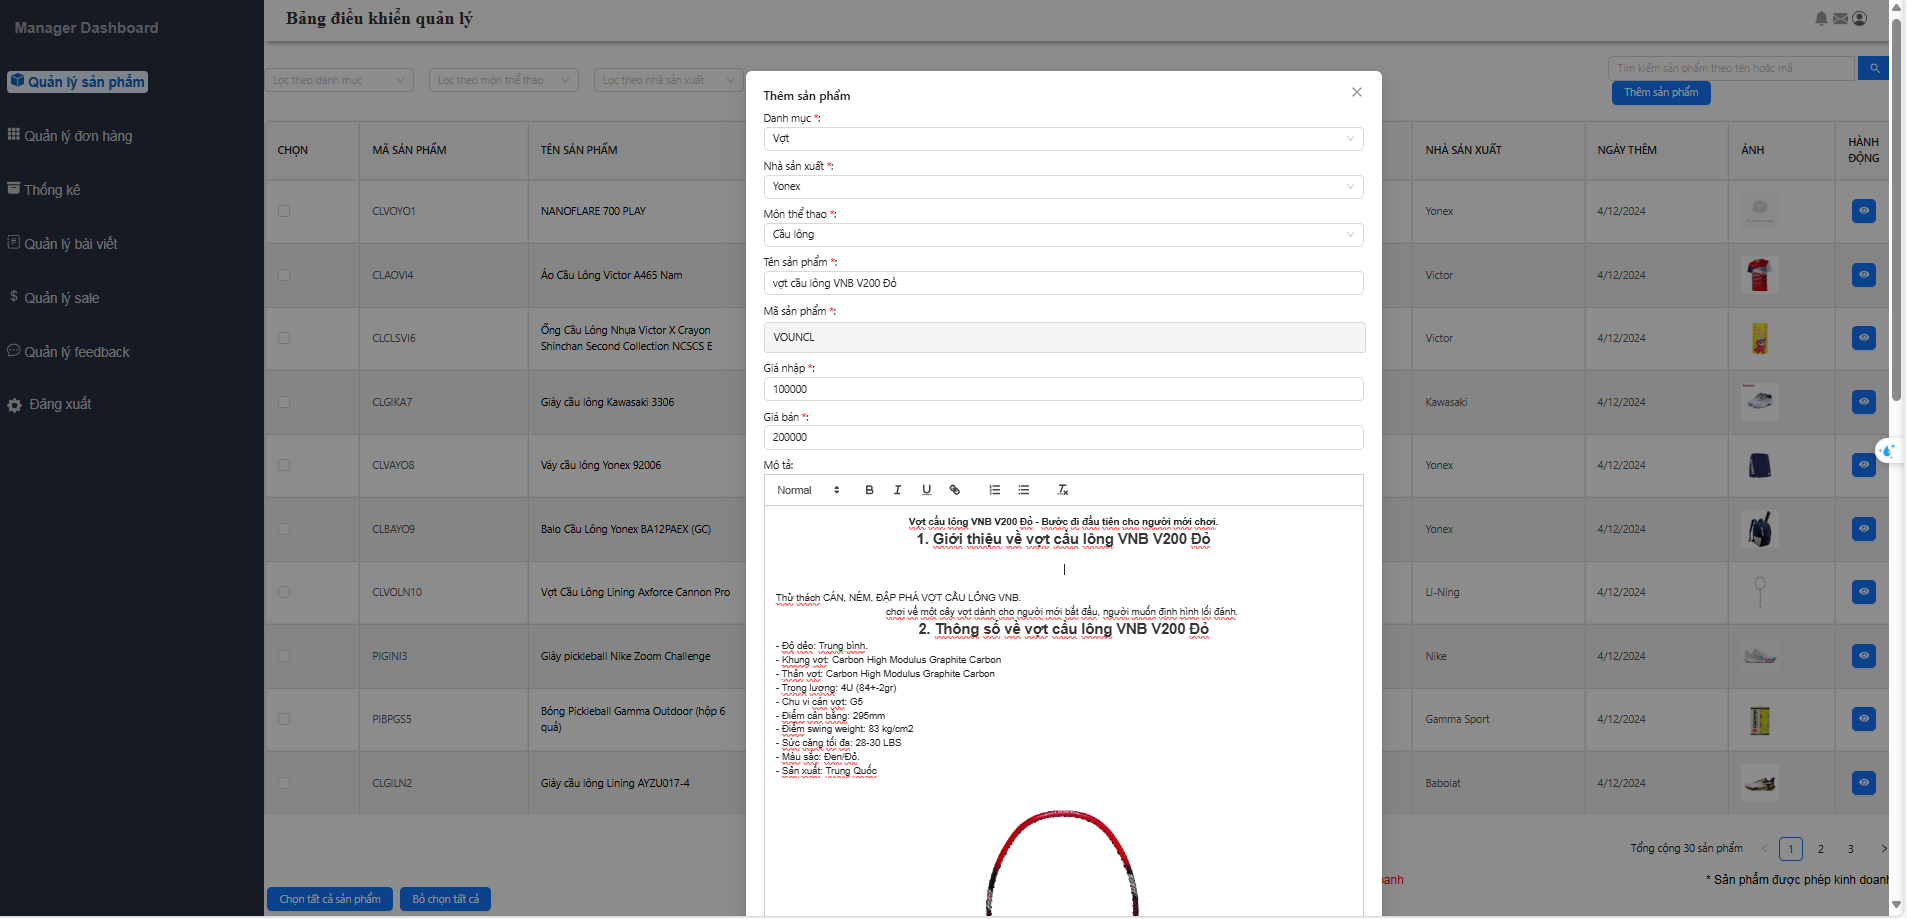 Manager Dashboard
Quản lý sản phẩm
Quản lý đơn hàng
Thống kê
Quản lý bài viết
Quản lý sale
Quản lý feedback
Đăng xuất
Bảng điều khiển quản lý
Lọc theo danh mục
Lọc theo môn thể thao
Lọc theo nhà sản xuất
Tìm kiếm sản phẩm theo tên hoặc mã
Thêm sản phẩm
CHỌN MÃ SẢN PHẨM TÊN SẢN PHẨM NHÀ SẢN XUẤT NGÀY THÊM ẢNH HÀNH ĐỘNG
CLVOYO1 NANOFLARE 700 PLAY Yonex 4/12/2024
CLAOVI4 Áo Cầu Lông Victor A465 Nam Victor 4/12/2024
CLCLSVI6 Ống Cầu Lông Nhựa Victor X Crayon Shinchan Second Collection NCSCS E Victor 4/12/2024
CLGIKA7 Giày cầu lông Kawasaki 3306 Kawasaki 4/12/2024
CLVAYO8 Váy cầu lông Yonex 92006 Yonex 4/12/2024
CLBAYO9 Balo Cầu Lông Yonex BA12PAEX (GC) Yonex 4/12/2024
CLVOLN10 Vợt Cầu Lông Lining Axforce Cannon Pro Li-Ning 4/12/2024
PIGINI3 Giày pickleball Nike Zoom Challenge Nike 4/12/2024
PIBPGS5 Bóng Pickleball Gamma Outdoor (hộp 6 quả) Gamma Sport 4/12/2024
CLGILN2 Giày cầu lông Lining AYZU017-4 Babolat 4/12/2024
Thêm sản phẩm
Danh mục *:
Vợt
Nhà sản xuất *:
Yonex
Môn thể thao *:
Cầu lông
Tên sản phẩm *:
vợt cầu lông VNB V200 Đỏ
Mã sản phẩm *:
VOUNCL
Giá nhập *:
100000
Giá bán *:
200000
Mô tả:
Normal B I U
Vợt cầu lông VNB V200 Đỏ - Bước đi đầu tiên cho người mới chơi.
1. Giới thiệu về vợt cầu lông VNB V200 Đỏ
Thử thách CÁN, NÉM, ĐẬP PHÁ VỢT CẦU LÔNG VNB.
chơi về một cây vợt dành cho người mới bắt đầu, người muốn định hình lối đánh.
2. Thông số về vợt cầu lông VNB V200 Đỏ
- Độ dẻo: Trung bình.
- Khung vợt: Carbon High Modulus Graphite Carbon
- Thân vợt: Carbon High Modulus Graphite Carbon
- Trọng lượng: 4U (84+-2gr)
- Chu vi cán vợt: G5
- Điểm cân bằng: 295mm
- Điểm swing weight: 83 kg/cm2
- Sức căng tối đa: 28-30 LBS
- Màu sắc: Đen/Đỏ.
- Sản xuất: Trung Quốc
Tổng cộng 30 sản phẩm < 1 2 3 >
anh
* Sản phẩm được phép kinh doanh
Chọn tất cả sản phẩm
Bỏ chọn tất cả